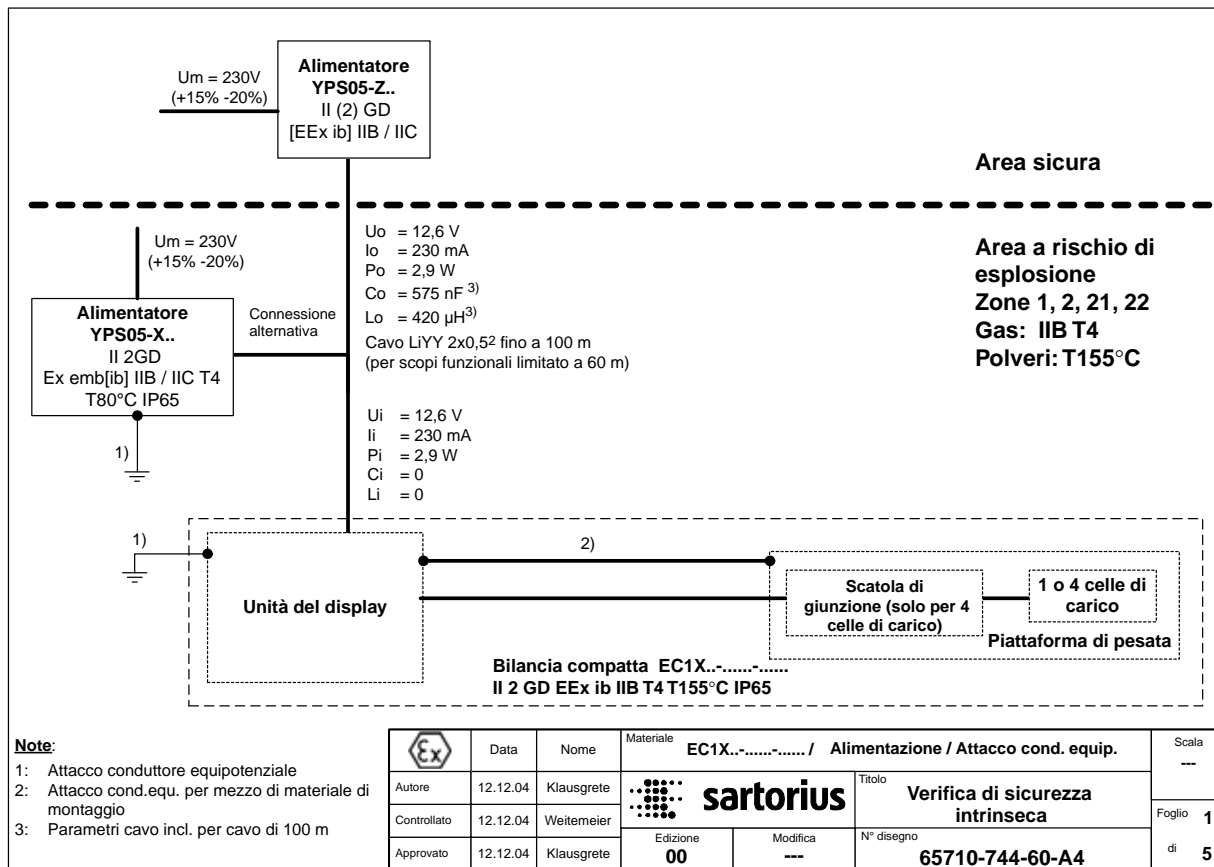 Um = 230V
(+15% -20%)
Alimentatore
YPS05-Z..
II (2) GD
[EEx ib] IIB / IIC
Area sicura
Um = 230V
(+15% -20%)
Alimentatore
YPS05-X..
II 2GD
Ex emb[ib] IIB / IIC T4
T80°C IP65
1)
Connessione
alternativa
Uo = 12,6 V
Io = 230 mA
Po = 2,9 W
Co = 575 nF 3)
Lo = 420 µH3)
Cavo LiYY 2x0,5² fino a 100 m
(per scopi funzionali limitato a 60 m)
Area a rischio di
esplosione
Zone 1, 2, 21, 22
Gas: IIB T4
Polveri: T155°C
Ui = 12,6 V
Ii = 230 mA
Pi = 2,9 W
Ci = 0
Li = 0
1)
Unità del display
2)
Scatola di
giunzione (solo per 4
celle di carico)
1 o 4 celle di
carico
Piattaforma di pesata
Bilancia compatta EC1X..-......-......
II 2 GD EEx ib IIB T4 T155°C IP65
Note:
1: Attacco conduttore equipotenziale
2: Attacco cond.equ. per mezzo di materiale di
montaggio
3: Parametri cavo incl. per cavo di 100 m
Ex
Data
Nome
Materiale
EC1X..-......-...... / Alimentazione / Attacco cond. equip.
Scala
---
Autore
12.12.04
Klausgrete
sartorius
Titolo
Verifica di sicurezza
intrinseca
Controllato
12.12.04
Weitemeier
Foglio 1
Approvato
12.12.04
Klausgrete
Edizione
00
Modifica
---
N° disegno
65710-744-60-A4
di 5